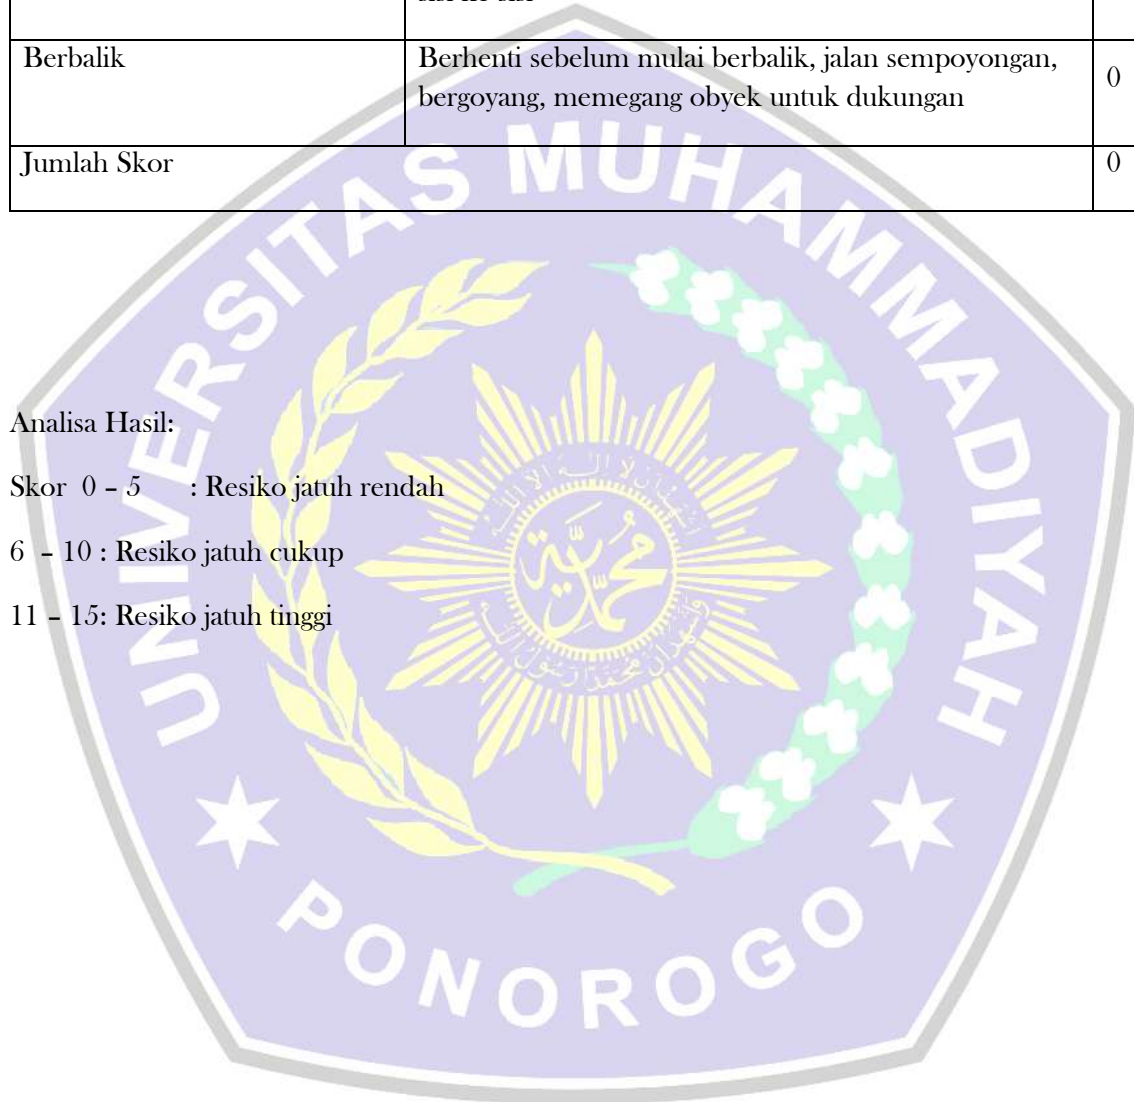 Berbalik
Berhenti sebelum mulai berbalik, jalan sempoyongan,
bergoyang, memegang obyek untuk dukungan
0
Jumlah Skor
0
Analisa Hasil:
Skor 0 – 5 : Resiko jatuh rendah
6 – 10 : Resiko jatuh cukup
11 – 15: Resiko jatuh tinggi
UNIVERSITAS MUHAMMADIYAH
PONOROGO